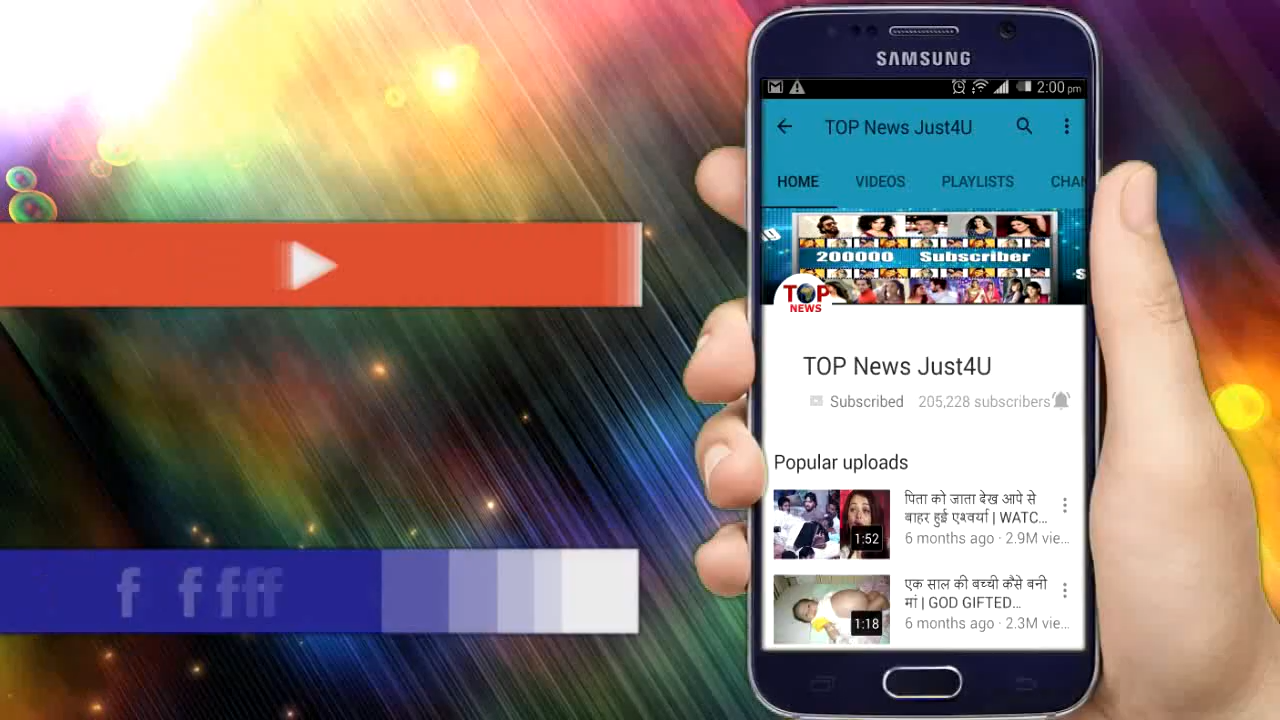 SAMSUNG
2:00 pm
TOP News Just4U
HOME VIDEOS PLAYLISTS CHAN
200000 Subscriber
TOP
NEWS
TOP News Just4U
Subscribed 205,228 subscribers
Popular uploads
पिता को जाता देख आपे से
बाहर हुई एश्वर्या | WATC...
6 months ago · 2.9M vie...
1:52
एक साल की बच्ची कैसे बनी
मां | GOD GIFTED...
6 months ago · 2.3M vie...
1:18
f f fff